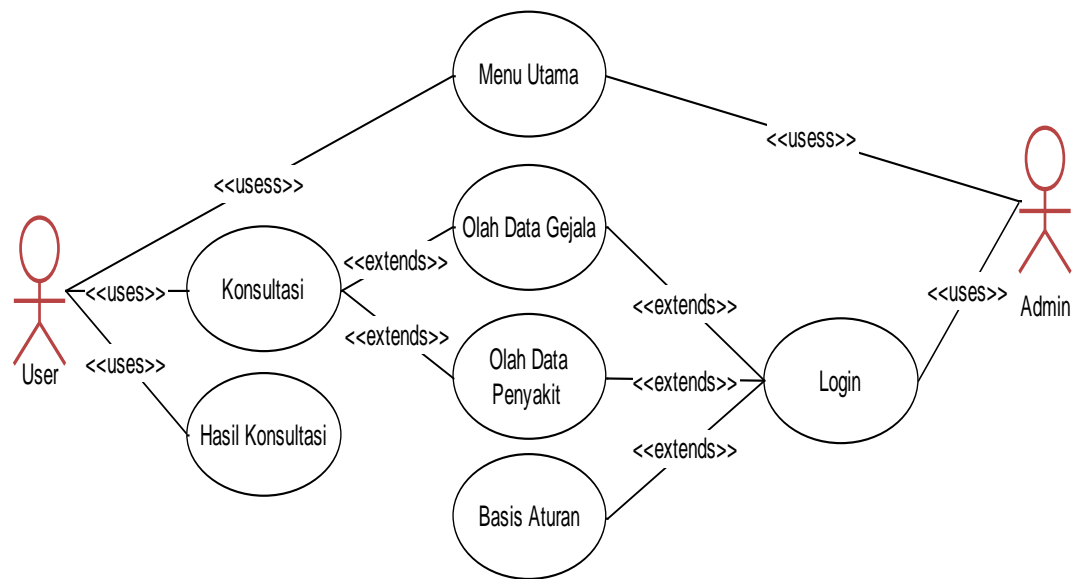 Menu Utama
<<usess>>
<<usess>>
Olah Data Gejala
<<extends>>
<<uses>>
Konsultasi
<<extends>>
<<uses>>
Admin
<<extends>>
<<uses>>
User
Olah Data
Penyakit
<<extends>>
Login
Hasil Konsultasi
<<extends>>
Basis Aturan